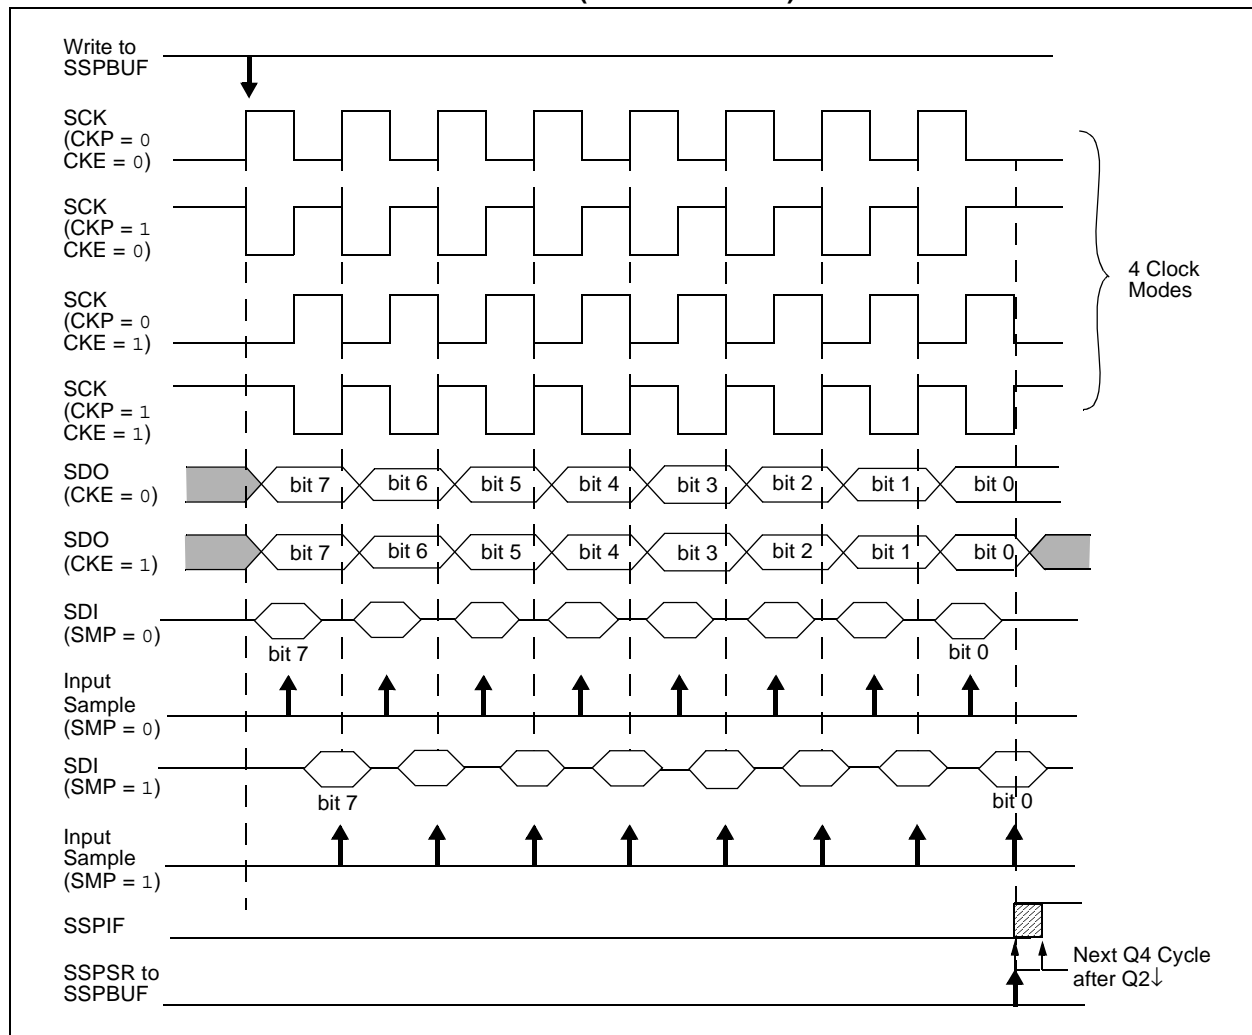 Write to
SSPBUF
SCK
(CKP = 0
CKE = 0)
SCK
(CKP = 1
CKE = 0)
4 Clock
Modes
SCK
(CKP = 0
CKE = 1)
SCK
(CKP = 1
CKE = 1)
SDO
(CKE = 0)
bit 7 bit 6 bit 5 bit 4 bit 3 bit 2 bit 1 bit 0
SDO
(CKE = 1)
bit 7 bit 6 bit 5 bit 4 bit 3 bit 2 bit 1 bit 0
SDI
(SMP = 0)
bit 7 bit 0
Input
Sample
(SMP = 0)
SDI
(SMP = 1)
bit 7 bit 0
Input
Sample
(SMP = 1)
SSPIF
Next Q4 Cycle
after Q2↓
SSPSR to
SSPBUF